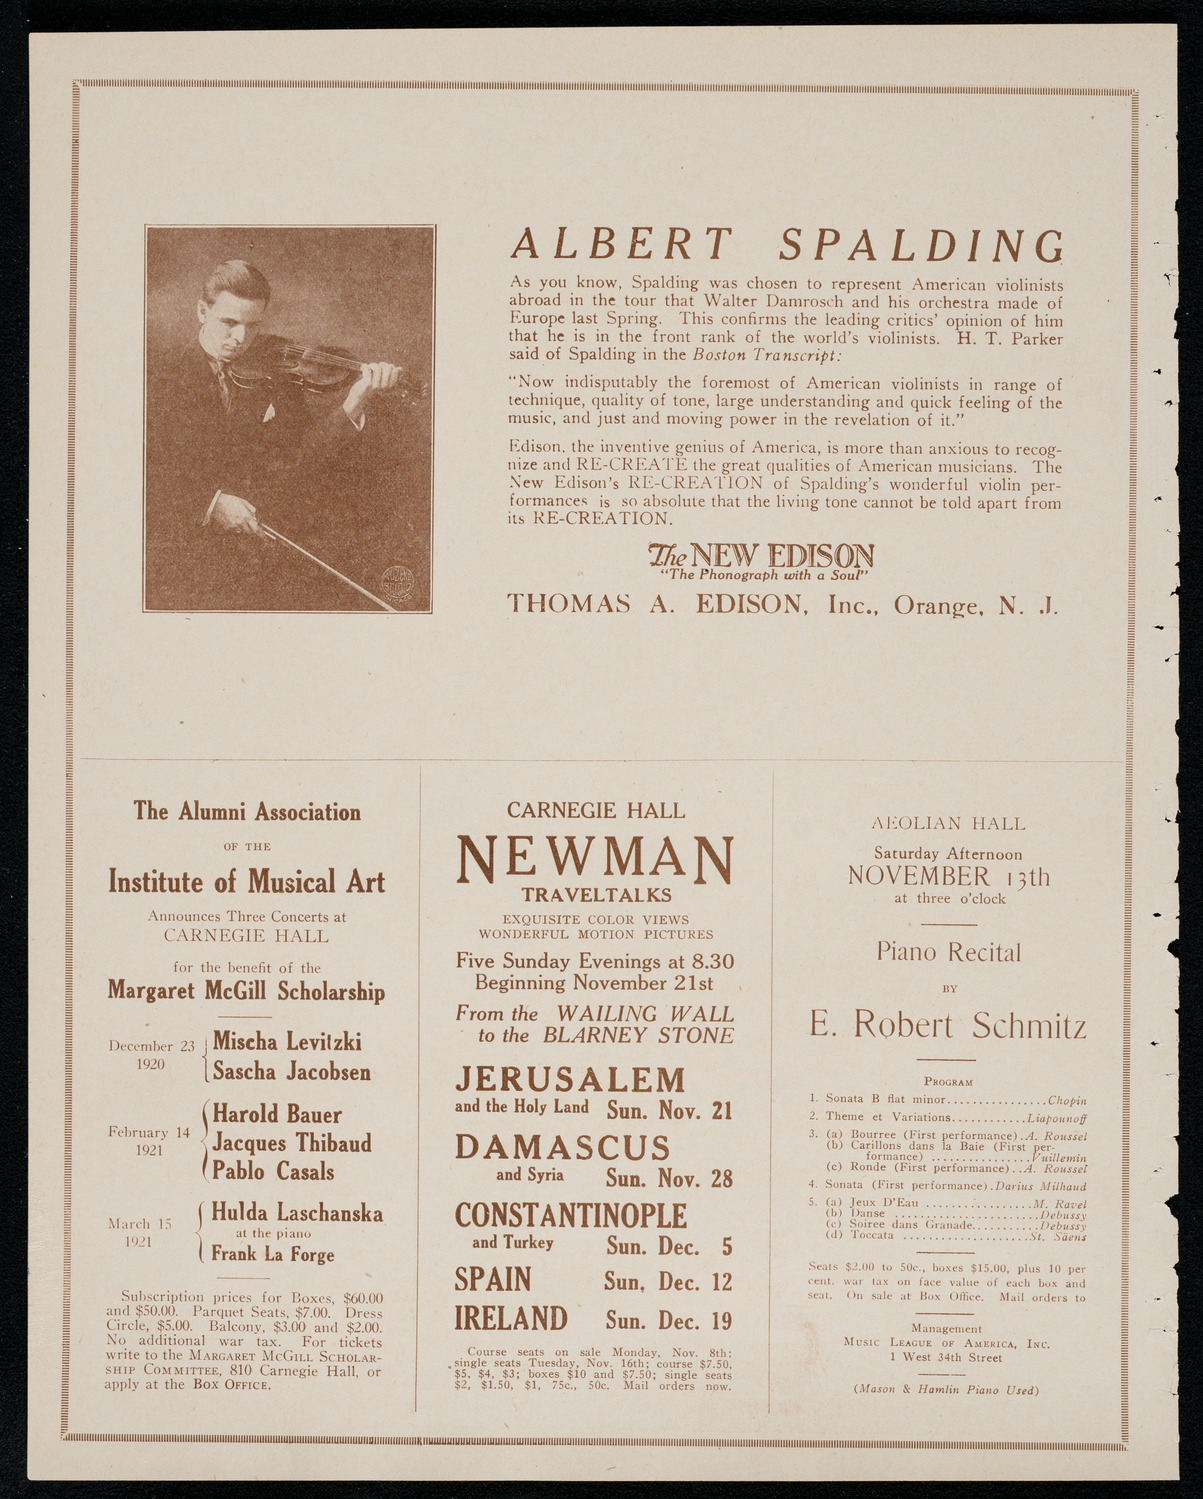 ALBERT SPALDING
As you know, Spalding was chosen to represent American violinists
abroad in the tour that Walter Damrosch and his orchestra made of
Europe last Spring. This confirms the leading critics' opinion of him
that he is in the front rank of the world's violinists. H. T. Parker
said of Spalding in the Boston Transcript:
"Now indisputably the foremost of American violinists in range of
technique, quality of tone, large understanding and quick feeling of the
music, and just and moving power in the revelation of it."
Edison, the inventive genius of America, is more than anxious to recog-
nize and RE-CREATE the great qualities of American musicians. The
New Edison's RE-CREATION of Spalding's wonderful violin per-
formances is so absolute that the living tone cannot be told apart from
its RE-CREATION.
The NEW EDISON
"The Phonograph with a Soul"
THOMAS A. EDISON, Inc., Orange, N. J.
The Alumni Association
OF THE
Institute of Musical Art
Announces Three Concerts at
CARNEGIE HALL
for the benefit of the
Margaret McGill Scholarship
December 23
1920
Mischa Levitzki
Sascha Jacobsen
February 14
1921
Harold Bauer
Jacques Thibaud
Pablo Casals
March 15
1921
Hulda Laschanska
at the piano
Frank La Forge
Subscription prices for Boxes, $60.00
and $50.00. Parquet Seats, $7.00. Dress
Circle, $5.00. Balcony, $3.00 and $2.00.
No additional war tax. For tickets
write to the MARGARET MCGILL SCHOLAR-
SHIP COMMITTEE, 810 Carnegie Hall, or
apply at the BOX OFFICE.
CARNEGIE HALL
NEWMAN
TRAVELTALKS
EXQUISITE COLOR VIEWS
WONDERFUL MOTION PICTURES
Five Sunday Evenings at 8.30
Beginning November 21st
From the WAILING WALL
to the BLARNEY STONE
JERUSALEM
and the Holy Land Sun. Nov. 21
DAMASCUS
and Syria Sun. Nov. 28
CONSTANTINOPLE
and Turkey Sun. Dec. 5
SPAIN Sun. Dec. 12
IRELAND Sun. Dec. 19
Course seats on sale Monday, Nov. 8th;
single seats Tuesday, Nov. 16th; course $7.50,
$5, $4, $3; boxes $10 and $7.50; single seats
$2, $1.50, $1, 75c., 50c. Mail orders now.
AEOLIAN HALL
Saturday Afternoon
NOVEMBER 13th
at three o'clock
Piano Recital
BY
E. Robert Schmitz
PROGRAM
1. Sonata B flat minor................Chopin
2. Theme et Variations............Liapounoff
3. (a) Bourree (First performance).A. Roussel
(b) Carillons dans la Baie (First per-
formance) ................Vuillemin
(c) Ronde (First performance)..A. Roussel
4. Sonata (First performance).Darius Milhaud
5. (a) Jeux D'Eau .................M. Ravel
(b) Danse .......................Debussy
(c) Soiree dans Granade...........Debussy
(d) Toccata ....................St. Säens
Seats $2.00 to 50c., boxes $15.00, plus 10 per
cent. war tax on face value of each box and
seat. On sale at Box Office. Mail orders to
Management
MUSIC LEAGUE OF AMERICA, INC.
1 West 34th Street
(Mason & Hamlin Piano Used)